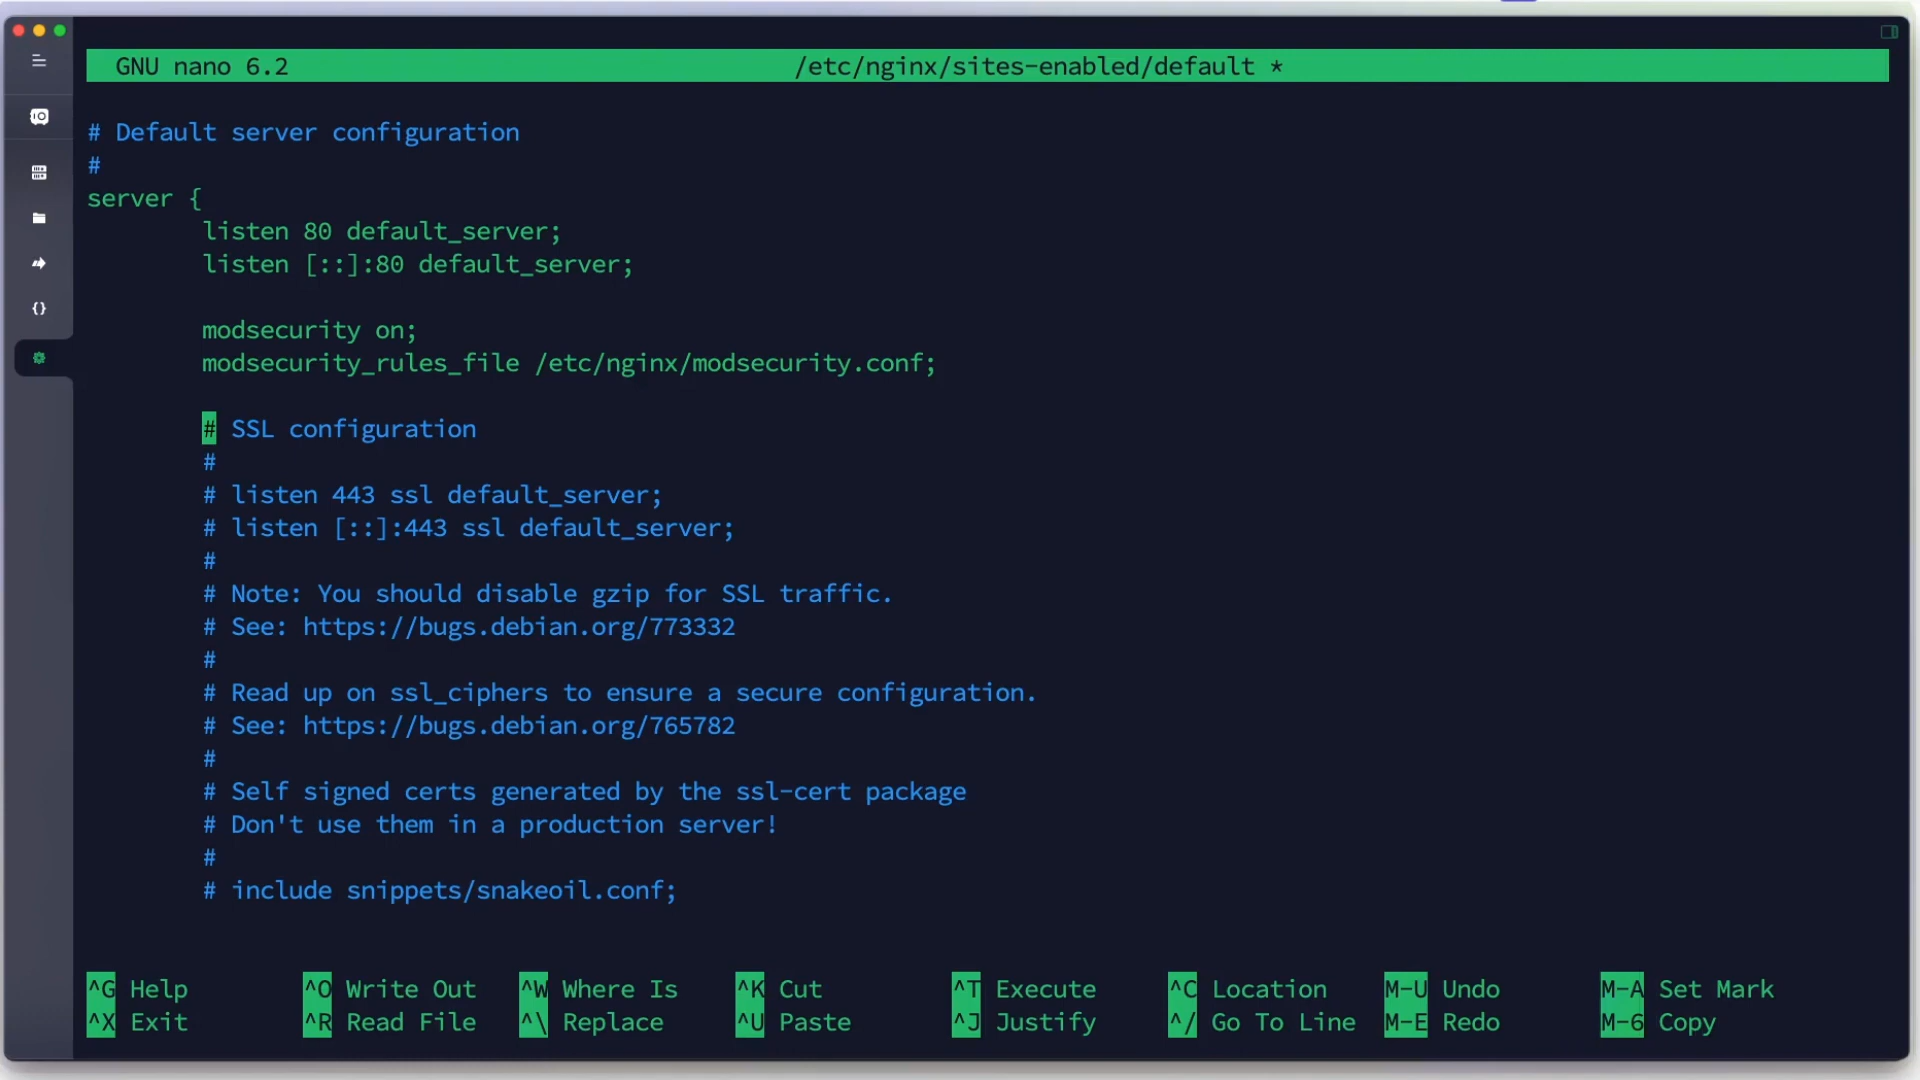 GNU nano 6.2 /etc/nginx/sites-enabled/default *
# Default server configuration
#
server {
listen 80 default_server;
listen [::]:80 default_server;
modsecurity on;
modsecurity_rules_file /etc/nginx/modsecurity.conf;
# SSL configuration
#
# listen 443 ssl default_server;
# listen [::]:443 ssl default_server;
#
# Note: You should disable gzip for SSL traffic.
# See: https://bugs.debian.org/773332
#
# Read up on ssl_ciphers to ensure a secure configuration.
# See: https://bugs.debian.org/765782
#
# Self signed certs generated by the ssl-cert package
# Don't use them in a production server!
#
# include snippets/snakeoil.conf;
^G Help ^O Write Out ^W Where Is ^K Cut ^T Execute ^C Location M-U Undo M-A Set Mark
^X Exit ^R Read File ^\ Replace ^U Paste ^J Justify ^/ Go To Line M-E Redo M-6 Copy